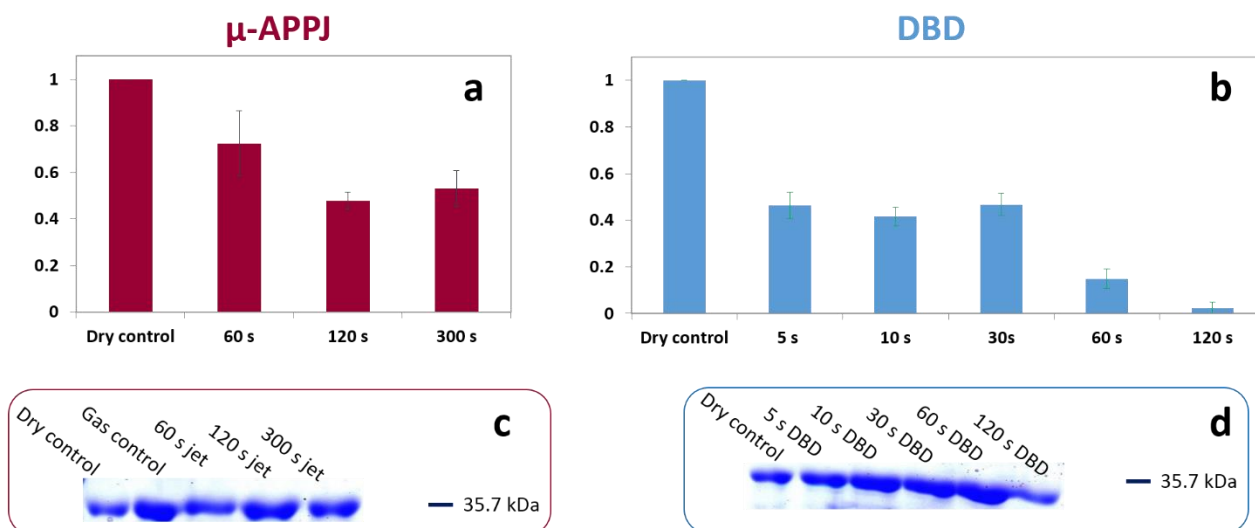 μ-APPJ
a
1
0.8
0.6
0.4
0.2
0
Dry control 60 s 120 s 300 s
DBD
b
1
0.8
0.6
0.4
0.2
0
Dry control 5 s 10 s 30s 60 s 120 s
Dry control
Gas control
60 s jet
120 s jet
300 s jet
c
35.7 kDa
Dry control
5 s DBD
10 s DBD
30 s DBD
60 s DBD
120 s DBD
d
35.7 kDa